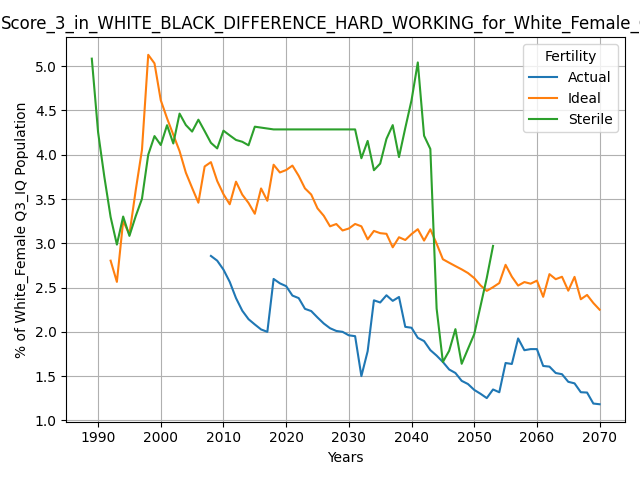 Score_3_in_WHITE_BLACK_DIFFERENCE_HARD_WORKING_for_White_Female_
Fertility
Actual
Ideal
Sterile
% of White_Female Q3_IQ Population
5.0
4.5
4.0
3.5
3.0
2.5
2.0
1.5
1.0
1990 2000 2010 2020 2030 2040 2050 2060 2070
Years